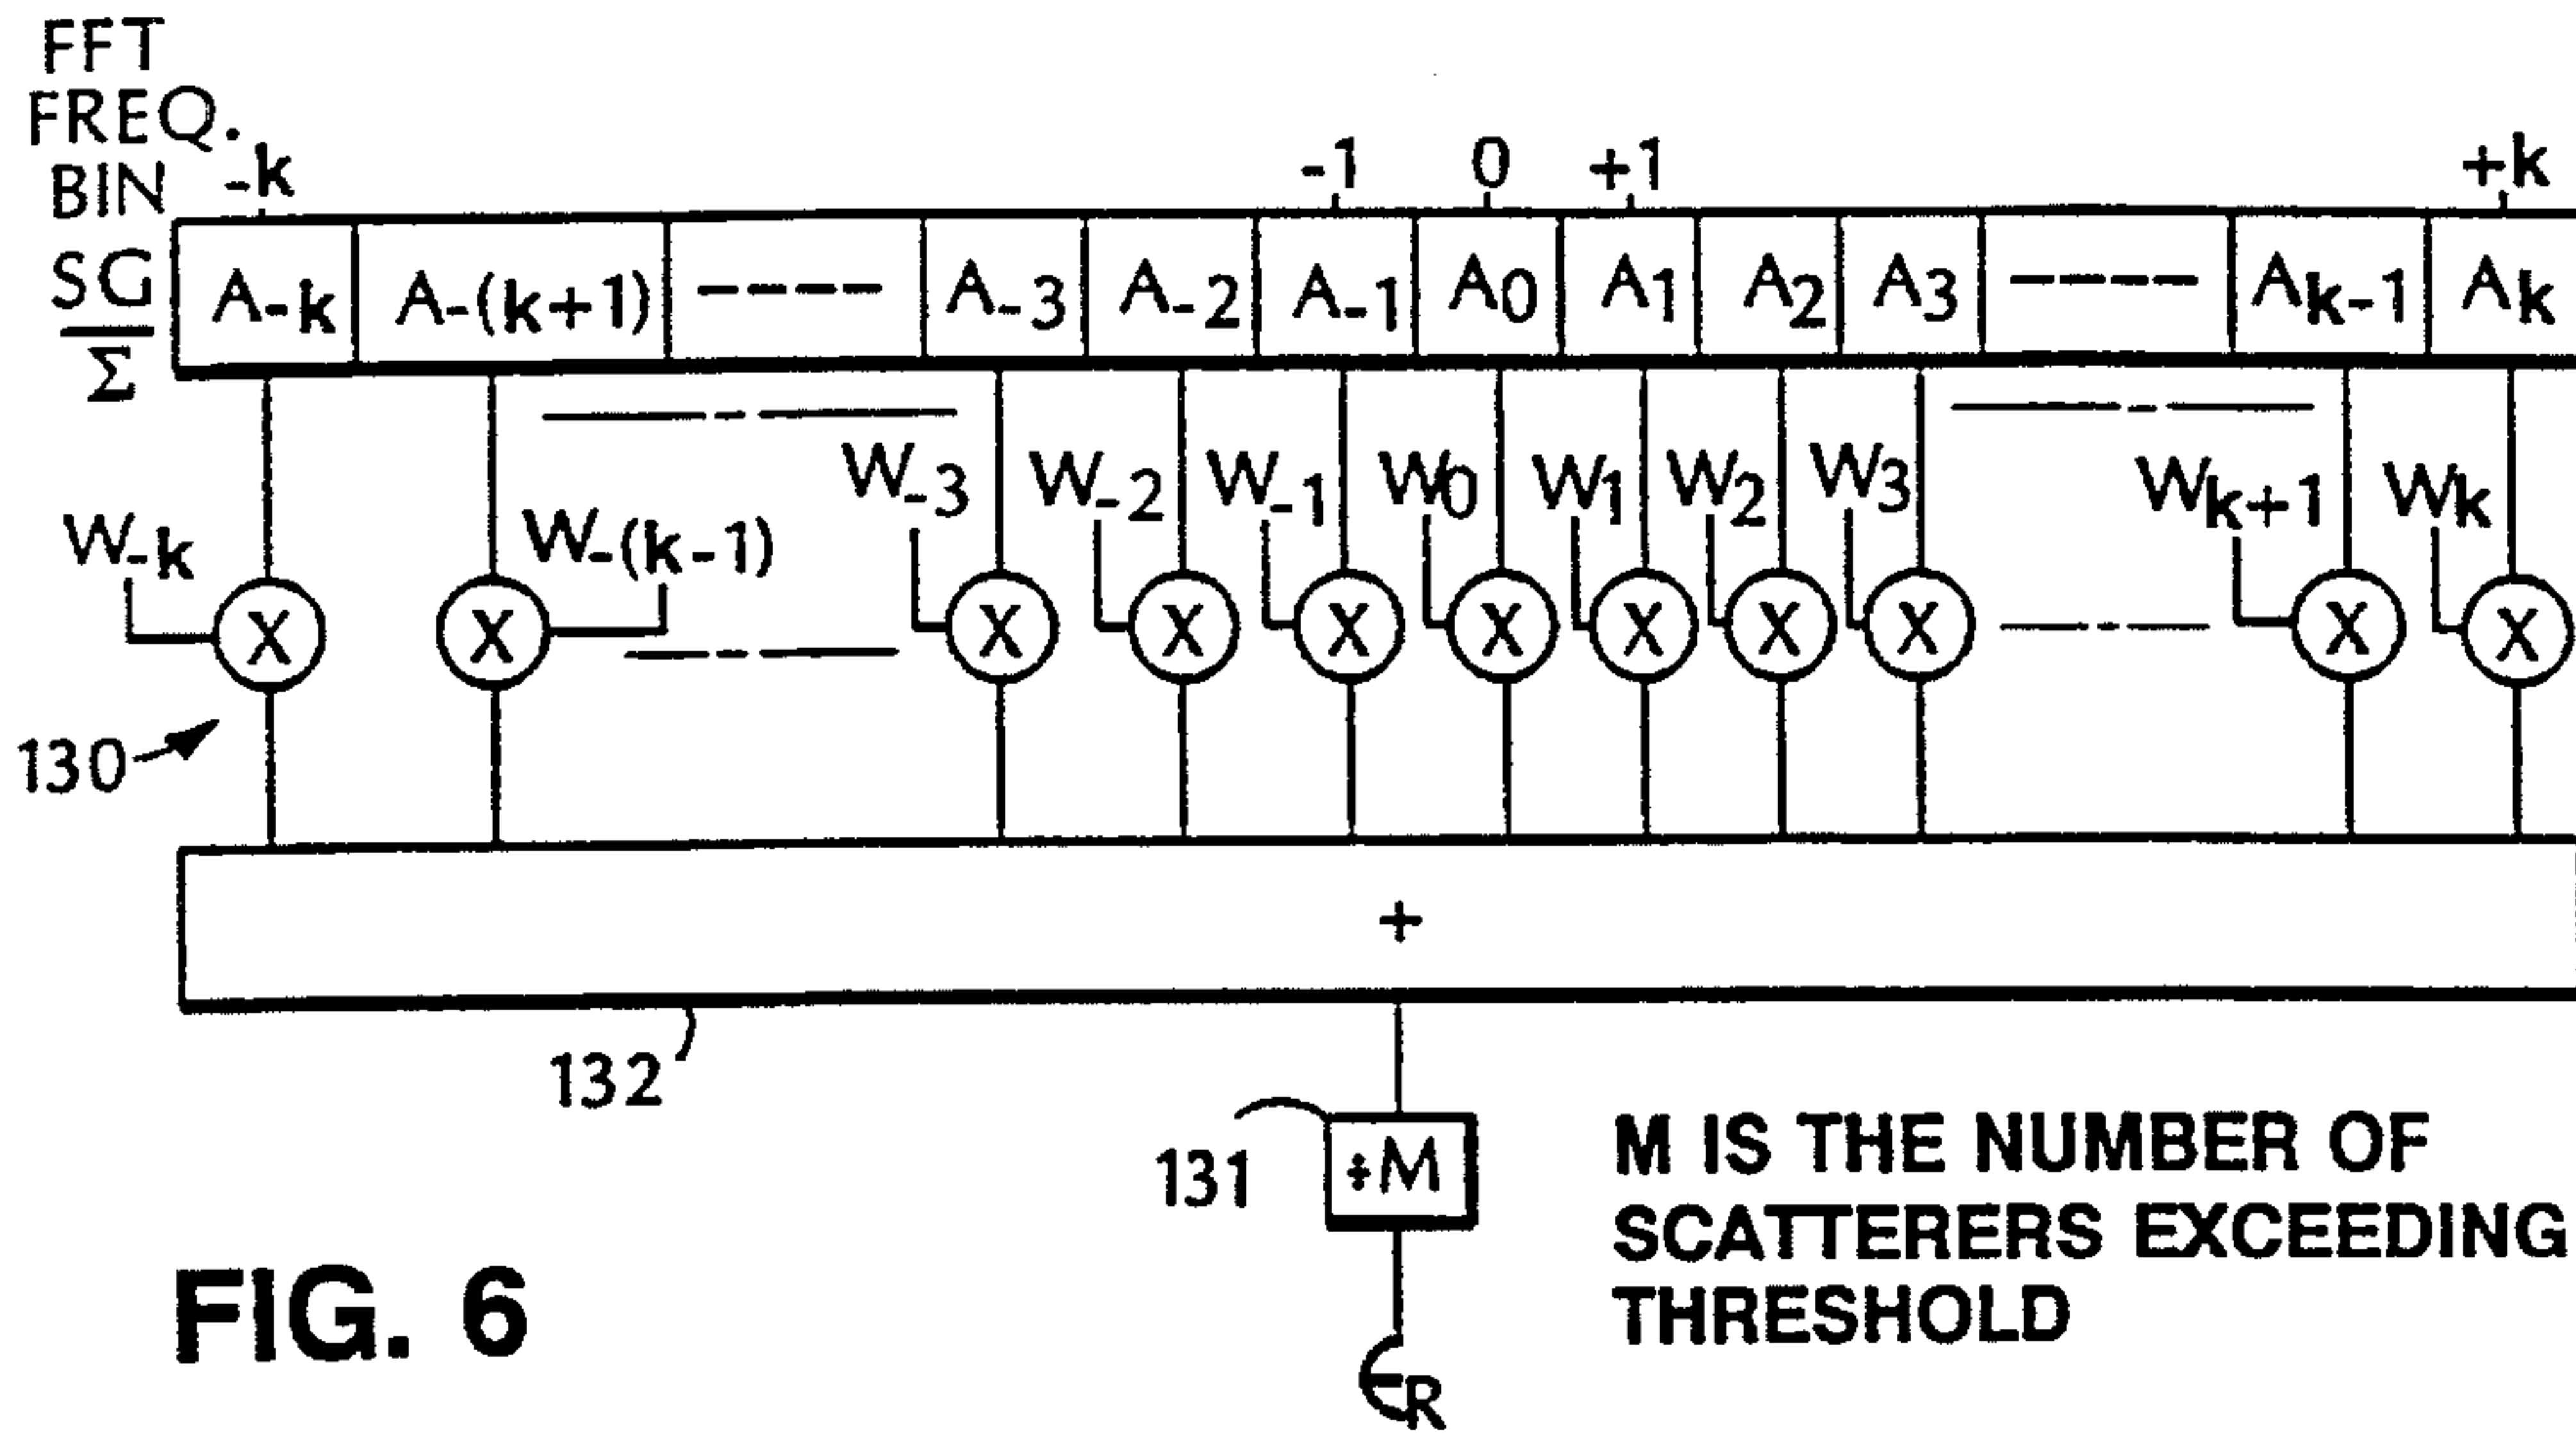 FFT
FREQ.
BIN
-k -1 0 +1 +k
SG
Σ
A-k A-(k+1) ---- A-3 A-2 A-1 A0 A1 A2 A3 ---- Ak-1 Ak
W-k W-(k-1) W-3 W-2 W-1 W0 W1 W2 W3 Wk+1 Wk
X X X X X X X X X X X
130
+
132
131
÷M
M IS THE NUMBER OF
SCATTERERS EXCEEDING
THRESHOLD
ϵR
FIG. 6